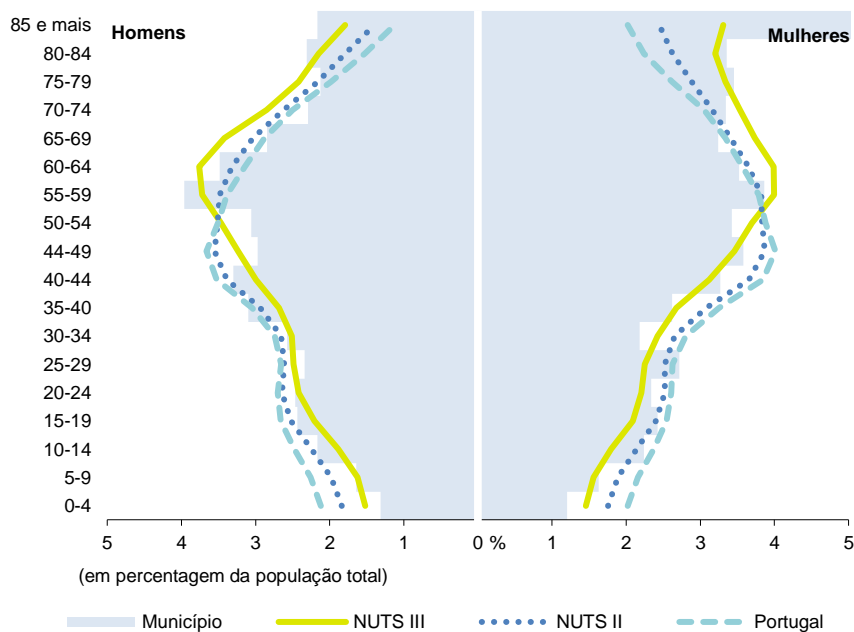 85 e mais
Homens
Mulheres
80-84
75-79
70-74
65-69
60-64
55-59
50-54
44-49
40-44
35-40
30-34
25-29
20-24
15-19
10-14
5-9
0-4
5 4 3 2 1 0 % 1 2 3 4 5
(em percentagem da população total)
Município NUTS III NUTS II Portugal